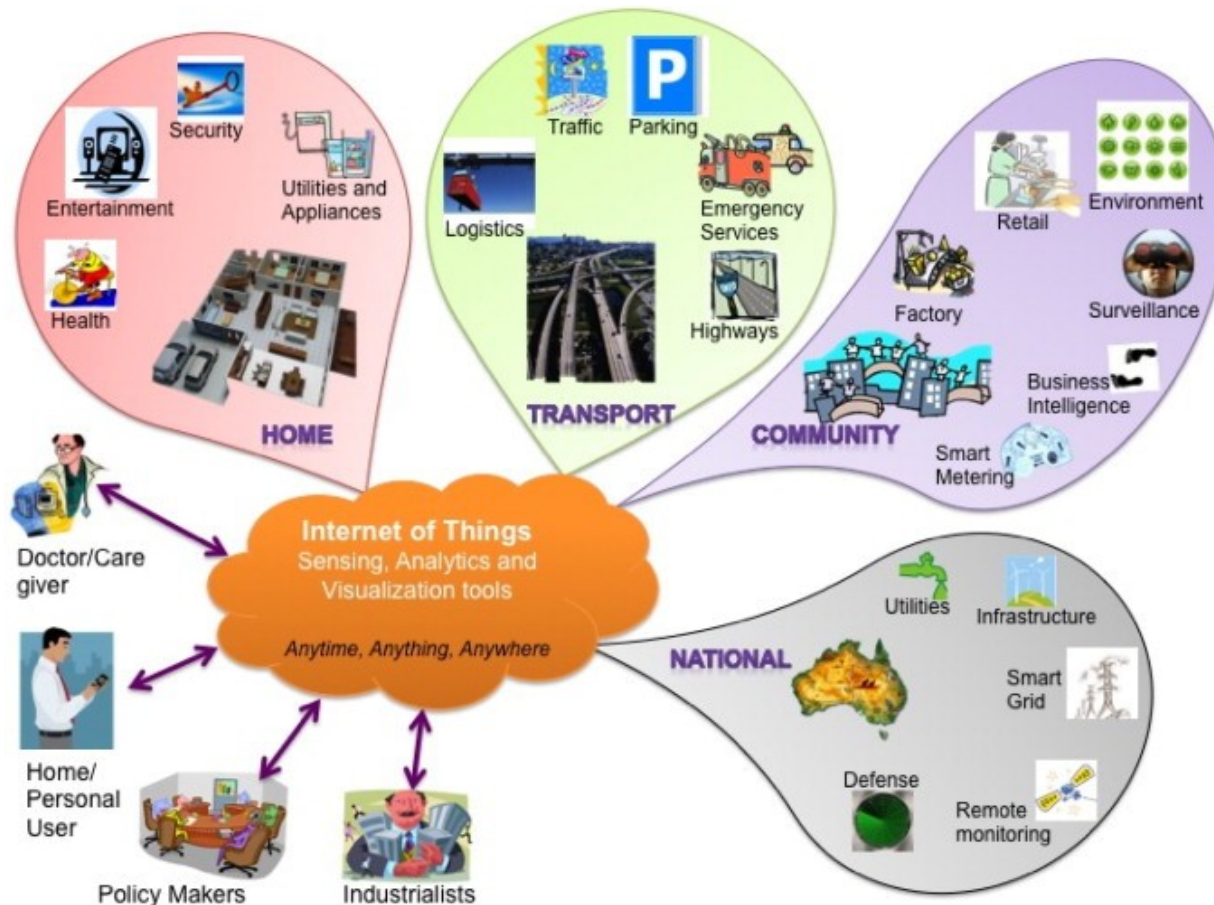 Security
Entertainment
Utilities and
Appliances
Health
HOME
Traffic
P
Parking
Logistics
Emergency
Services
Highways
TRANSPORT
Retail
Environment
Factory
Surveillance
Business
Intelligence
COMMUNITY
Smart
Metering
Internet of Things
Sensing, Analytics and
Visualization tools
Anytime, Anything, Anywhere
Doctor/Care
giver
Home/
Personal
User
Policy Makers
Industrialists
NATIONAL
Utilities
Infrastructure
Smart
Grid
Defense
Remote
monitoring